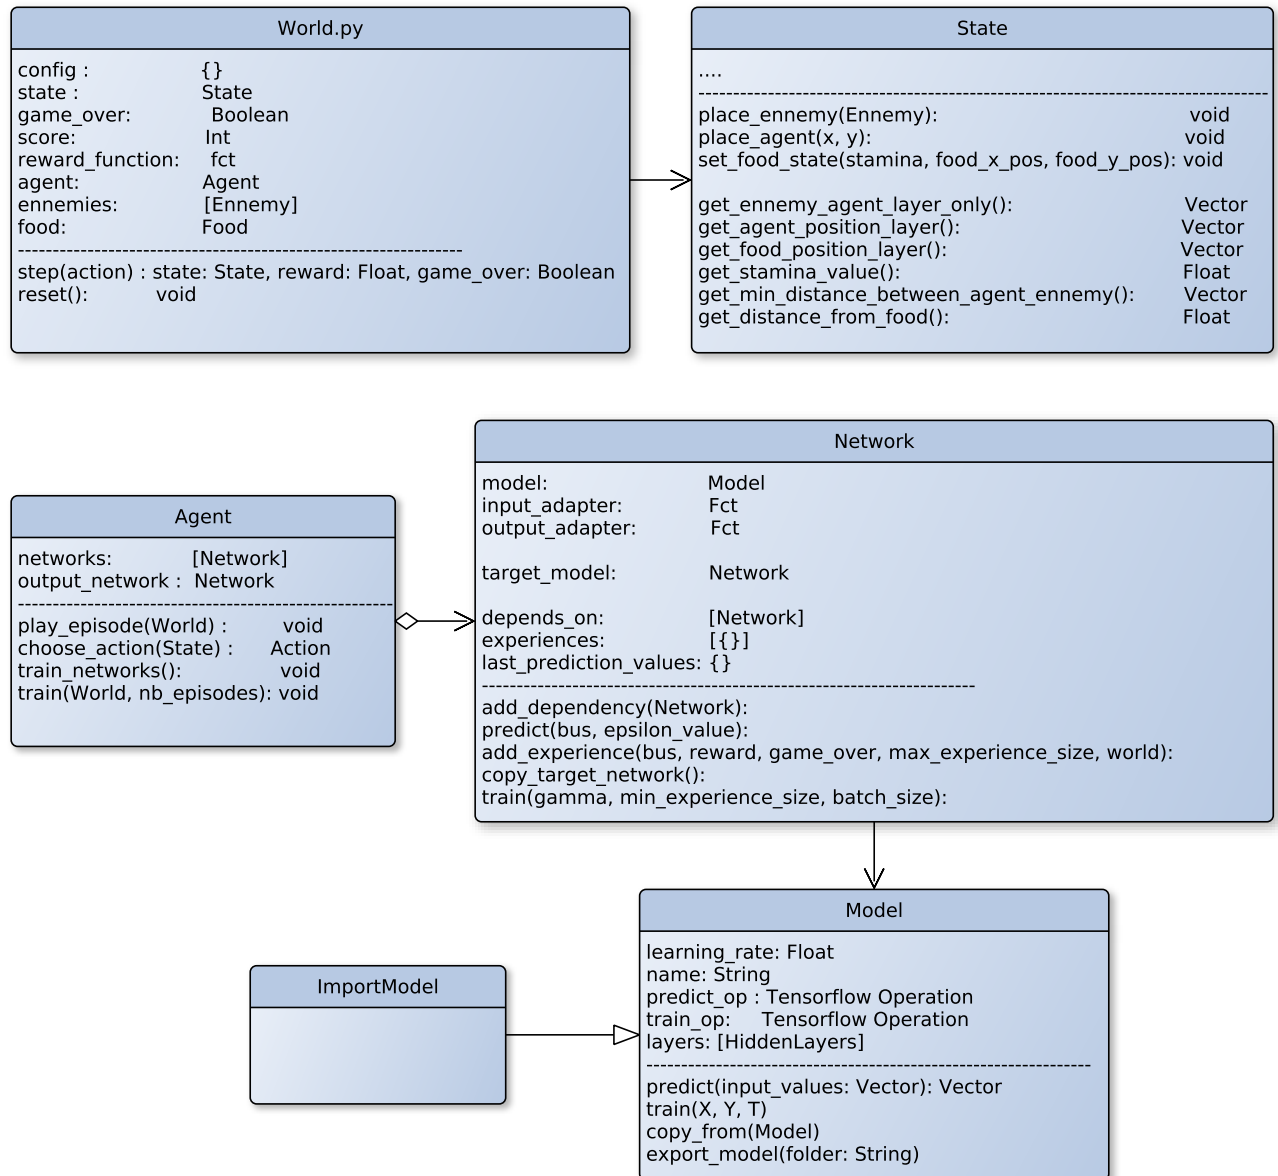 World.py
config : {}
state : State
game_over: Boolean
score: Int
reward_function: fct
agent: Agent
ennemies: [Ennemy]
food: Food
----------------------------------------------------------------
step(action) : state: State, reward: Float, game_over: Boolean
reset(): void
State
....
----------------------------------------------------------------------------------
place_ennemy(Ennemy): void
place_agent(x, y): void
set_food_state(stamina, food_x_pos, food_y_pos): void
get_ennemy_agent_layer_only(): Vector
get_agent_position_layer(): Vector
get_food_position_layer(): Vector
get_stamina_value(): Float
get_min_distance_between_agent_ennemy(): Vector
get_distance_from_food(): Float
Network
model: Model
input_adapter: Fct
output_adapter: Fct
target_model: Network
depends_on: [Network]
experiences: [{}]
last_prediction_values: {}
-----------------------------------------------------------------------
add_dependency(Network):
predict(bus, epsilon_value):
add_experience(bus, reward, game_over, max_experience_size, world):
copy_target_network():
train(gamma, min_experience_size, batch_size):
Agent
networks: [Network]
output_network : Network
------------------------------------------------------
play_episode(World) : void
choose_action(State) : Action
train_networks(): void
train(World, nb_episodes): void
Model
learning_rate: Float
name: String
predict_op : Tensorflow Operation
train_op: Tensorflow Operation
layers: [HiddenLayers]
----------------------------------------------------------------
predict(input_values: Vector): Vector
train(X, Y, T)
copy_from(Model)
export_model(folder: String)
ImportModel